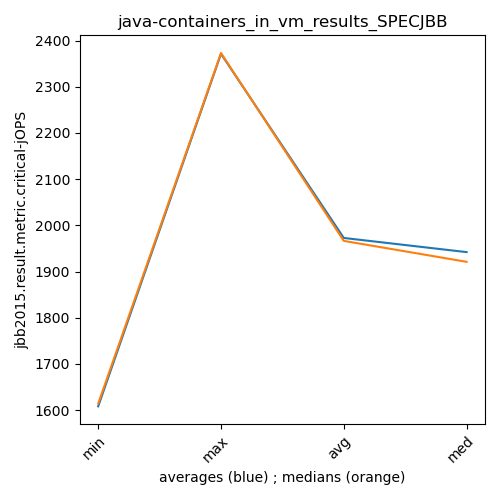 java-containers_in_vm_results_SPECJBB
jbb2015.result.metric.critical-jOPS
2400
2300
2200
2100
2000
1900
1800
1700
1600
min
max
avg
med
averages (blue) ; medians (orange)